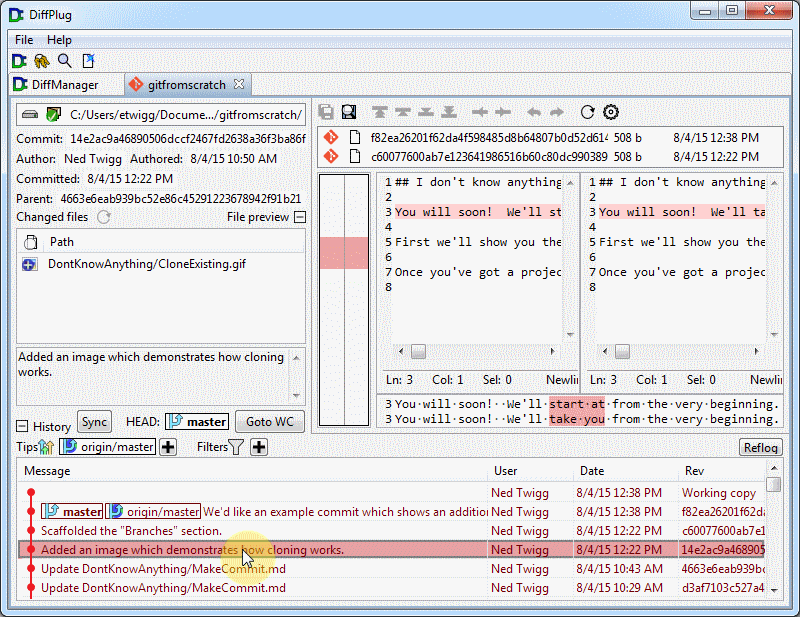 DiffPlug
File Help
DiffManager gitfromscratch
C:/Users/etwigg/Docume.../gitfromscratch/
Commit: 14e2ac9a46890506dccf2467fd2638a36f3ba86f
Author: Ned Twigg Authored: 8/4/15 10:50 AM
Committed: 8/4/15 12:22 PM
Parent: 4663e6eab939bc52e86c45291223678942f91b21
Changed files File preview
Path
DontKnowAnything/CloneExisting.gif
Added an image which demonstrates how cloning
works.
f82ea26201f62da4f598485d8b64807b0d52d614 508 b 8/4/15 12:38 PM
c60077600ab7e123641986516b60c80dc990389 508 b 8/4/15 12:22 PM
1 ## I don't know anything
2
3 You will soon!  We'll st
4
5 First we'll show you the
6
7 Once you've got a projec
8
Ln: 3 Col: 1 Sel: 0 Newlin
1 ## I don't know anything
2
3 You will soon!  We'll ta
4
5 First we'll show you the
6
7 Once you've got a projec
8
Ln: 3 Col: 1 Sel: 0 Newlin
3 You·will·soon!··We'll·start·at·from·the·very·beginning.
3 You·will·soon!··We'll·take·you·from·the·very·beginning.
History Sync HEAD: master Goto WC
Tips origin/master Filters Reflog
Message User Date Rev
Ned Twigg 8/4/15 12:38 PM Working copy
master origin/master We'd like an example commit which shows an addition Ned Twigg 8/4/15 12:38 PM f82ea26201f62da
Scaffolded the "Branches" section. Ned Twigg 8/4/15 12:22 PM c60077600ab7e1
Added an image which demonstrates how cloning works. Ned Twigg 8/4/15 12:22 PM 14e2ac9a468905
Update DontKnowAnything/MakeCommit.md Ned Twigg 8/4/15 10:43 AM 4663e6eab939bc
Update DontKnowAnything/MakeCommit.md Ned Twigg 8/4/15 10:29 AM d3af7103c527a4